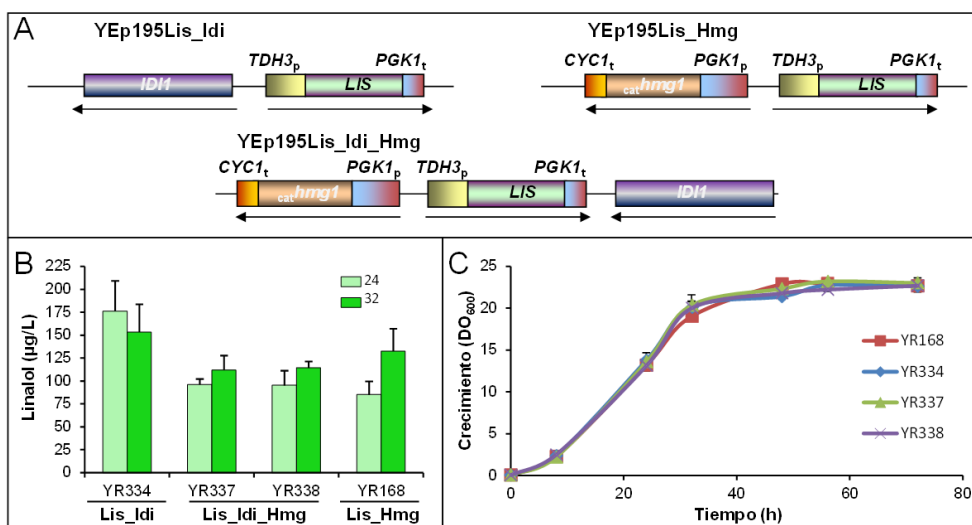 A
YEp195Lis_Idi
YEp195Lis_Hmg
TDH3p
PGK1t
IDI1
LIS
CYC1t
PGK1p
TDH3p
PGK1t
cathmg1
LIS
YEp195Lis_Idi_Hmg
CYC1t
PGK1p
TDH3p
PGK1t
cathmg1
LIS
IDI1
B
Linalol (µg/L)
225
200
175
150
125
100
75
50
25
0
24
32
YR334
YR337
YR338
YR168
Lis_Idi
Lis_Idi_Hmg
Lis_Hmg
C
Crecimiento (DO600)
25
20
15
10
5
0
YR168
YR334
YR337
YR338
0
20
40
60
80
Tiempo (h)